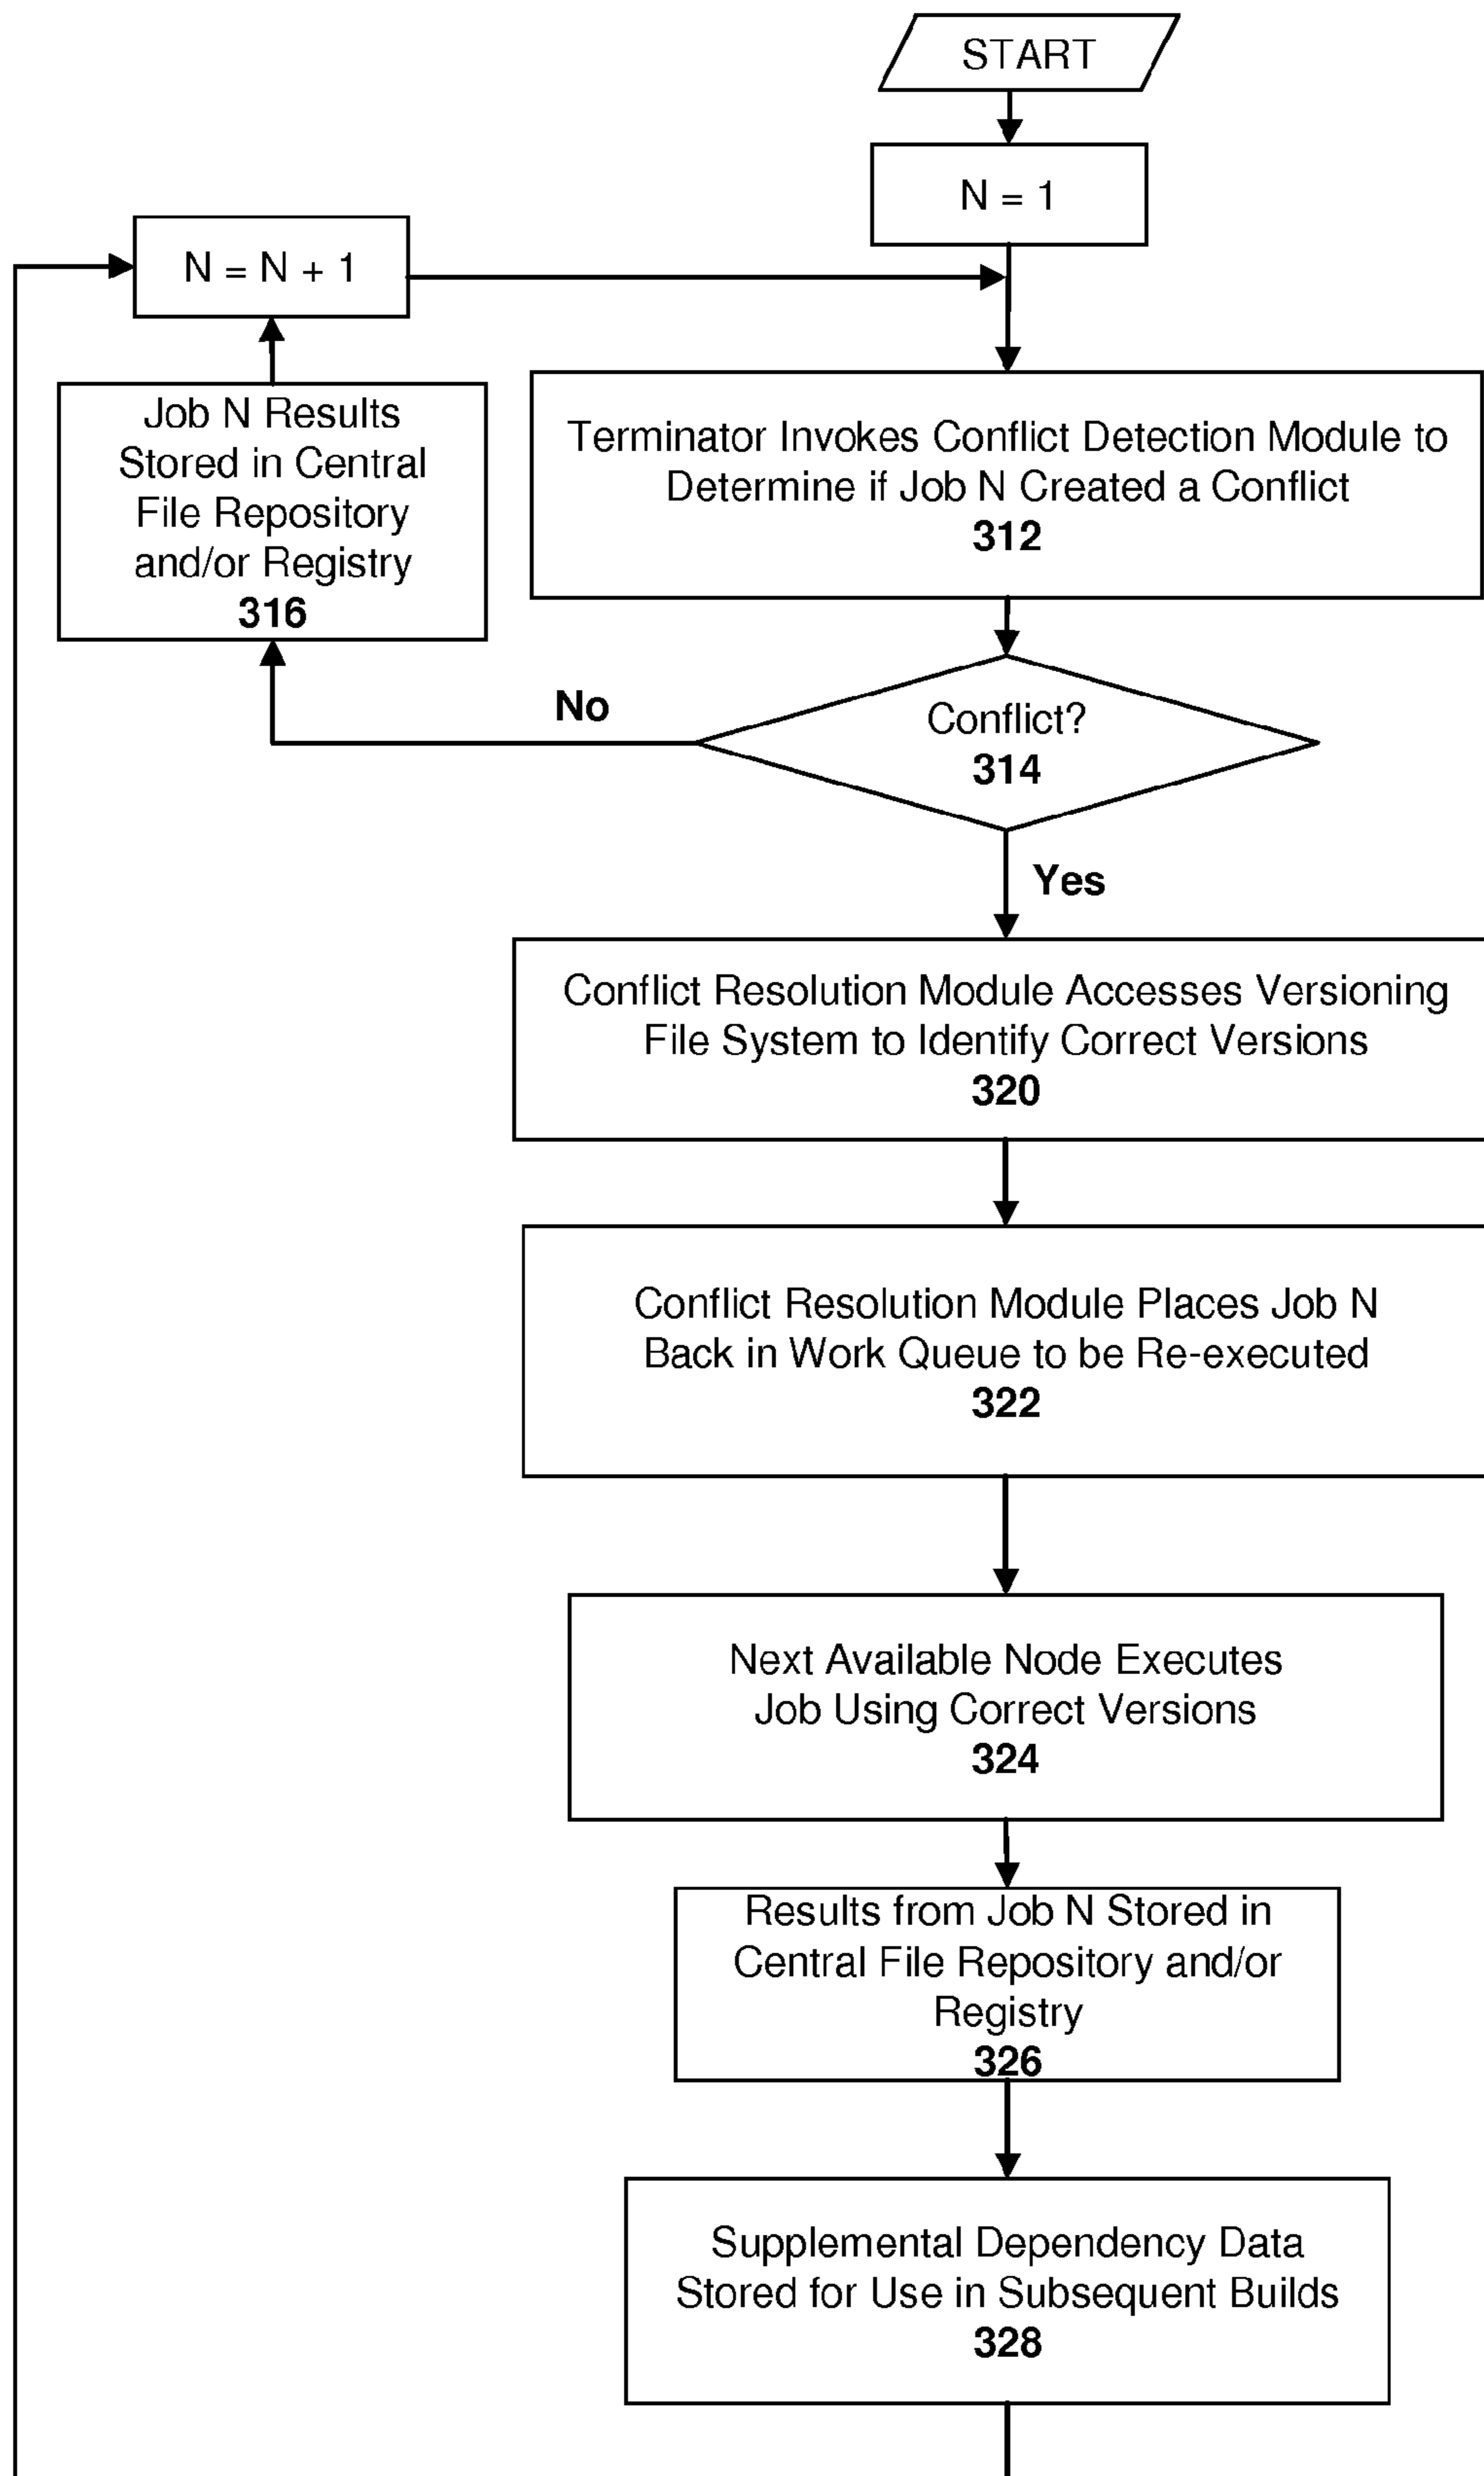 START
N = 1
N = N + 1
Job N Results
Stored in Central
File Repository
and/or Registry
316
Terminator Invokes Conflict Detection Module to
Determine if Job N Created a Conflict
312
No
Conflict?
314
Yes
Conflict Resolution Module Accesses Versioning
File System to Identify Correct Versions
320
Conflict Resolution Module Places Job N
Back in Work Queue to be Re-executed
322
Next Available Node Executes
Job Using Correct Versions
324
Results from Job N Stored in
Central File Repository and/or
Registry
326
Supplemental Dependency Data
Stored for Use in Subsequent Builds
328